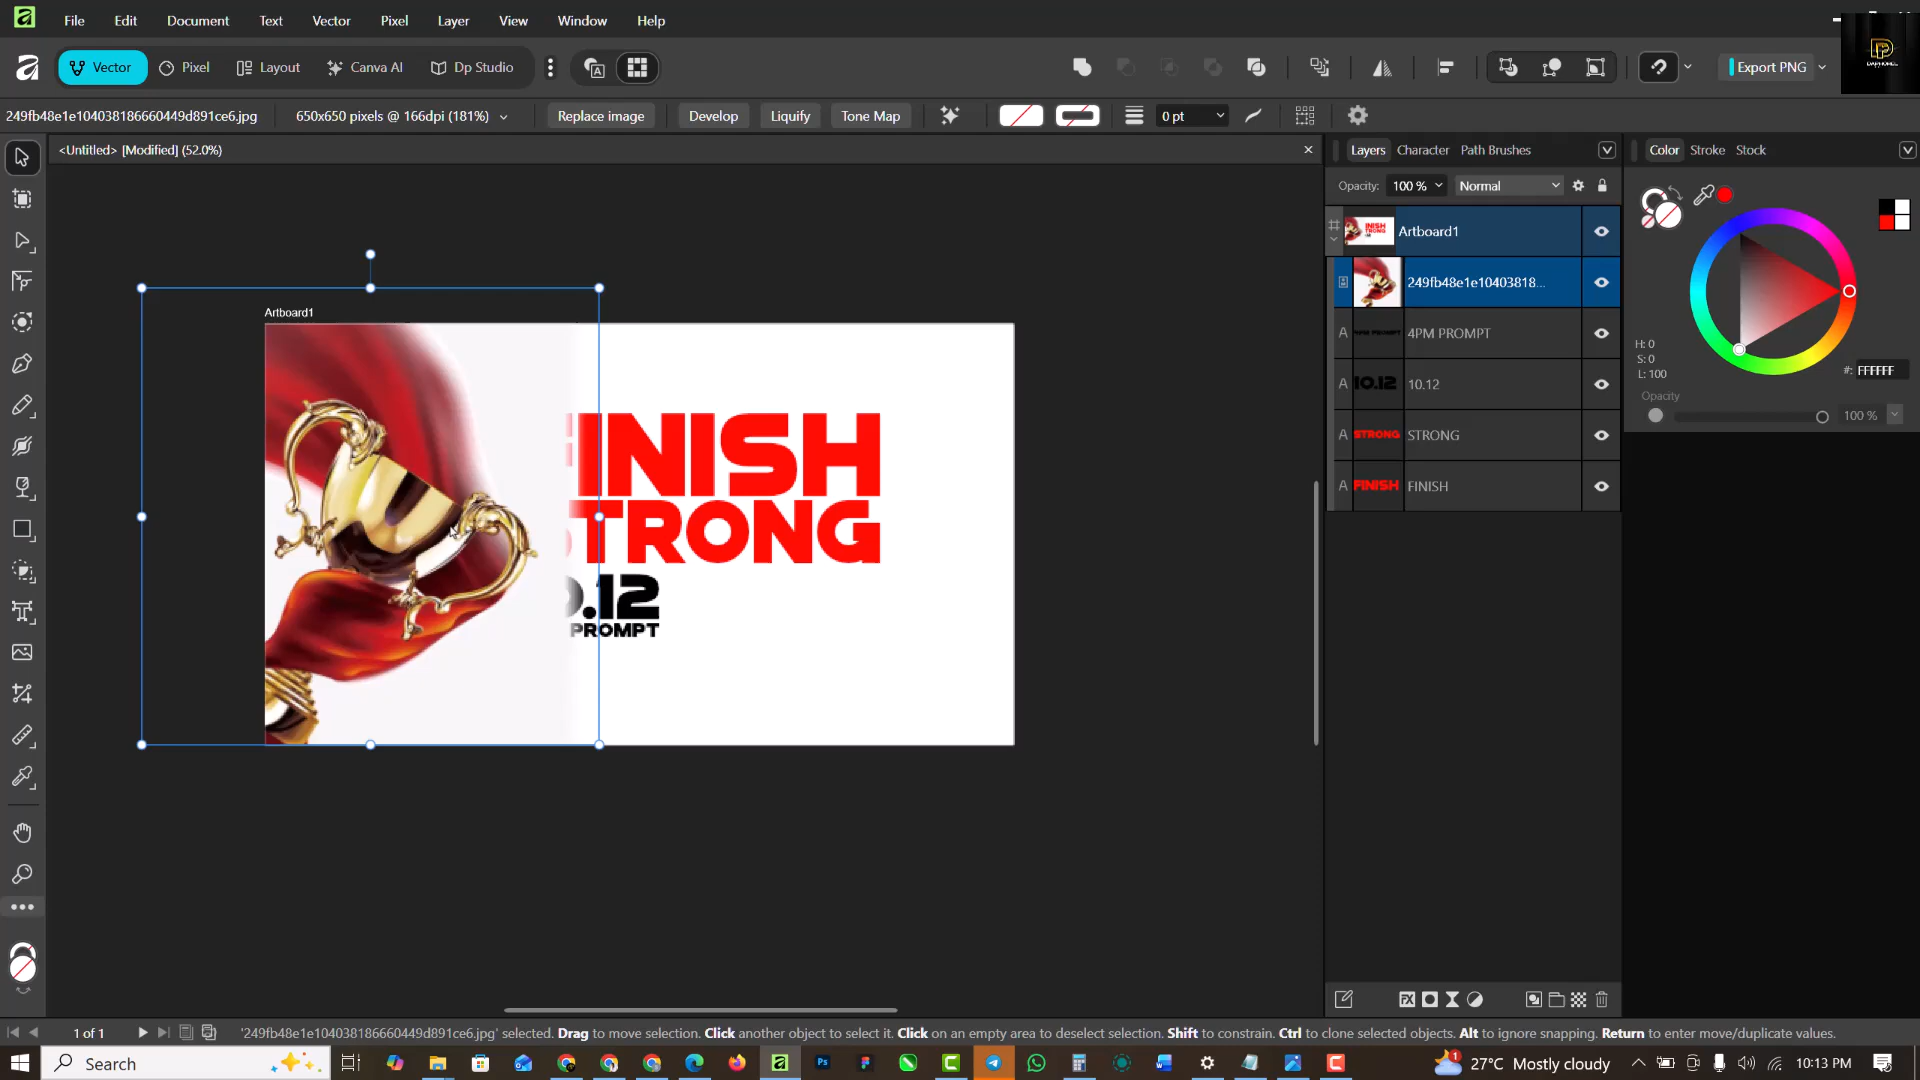 File Edit Document Text Vector Pixel Layer View Window Help
Vector Pixel Layout Canva AI Dp Studio Export PNG
249fb48e1e104038186660449d891ce6.jpg 650x650 pixels @ 166dpi (181%) Replace image Develop Liquify Tone Map 0 pt
<Untitled> [Modified] (52.0%)
Layers Character Path Brushes
Color Stroke Stock
Opacity: 100 % Normal
Artboard1
249fb48e1e10403818...
4PM PROMPT
10.12
STRONG
FINISH
H: 0
S: 0
L: 100
#: FFFFFF
Opacity
100 %
Artboard1
FINISH
STRONG
0.12
PROMPT
1 of 1
'249fb48e1e104038186660449d891ce6.jpg' selected. Drag to move selection. Click another object to select it. Click on an empty area to deselect selection. Shift to constrain. Ctrl to clone selected objects. Alt to ignore snapping. Return to enter move/duplicate values.
Search
27°C Mostly cloudy
10:13 PM